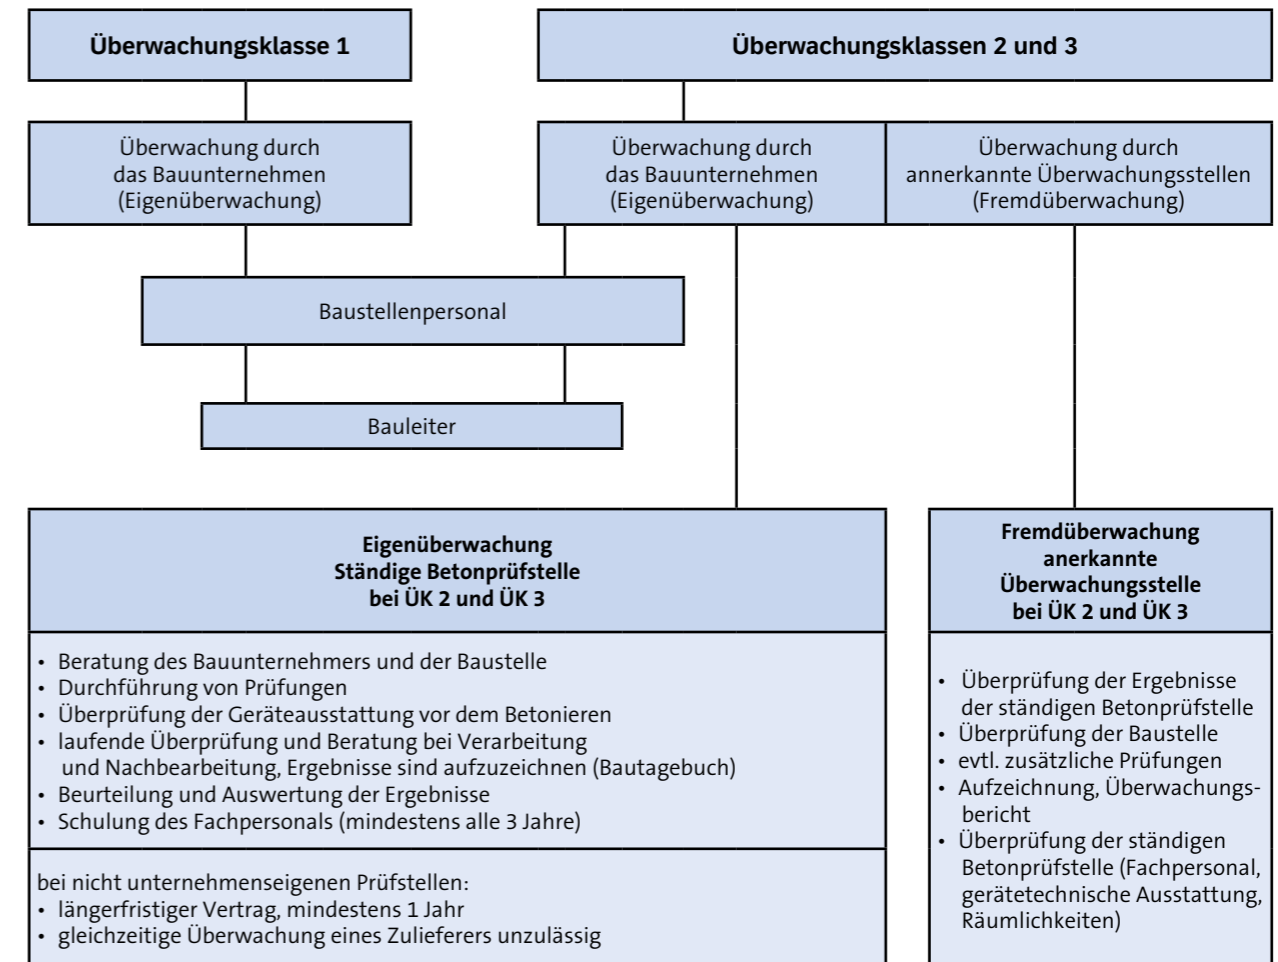 Überwachungsklasse 1
Überwachungsklassen 2 und 3
Überwachung durch
das Bauunternehmen
(Eigenüberwachung)
Überwachung durch
das Bauunternehmen
(Eigenüberwachung)
Überwachung durch
annerkannte Überwachungsstellen
(Fremdüberwachung)
Baustellenpersonal
Bauleiter
Eigenüberwachung
Ständige Betonprüfstelle
bei ÜK 2 und ÜK 3
• Beratung des Bauunternehmers und der Baustelle
• Durchführung von Prüfungen
• Überprüfung der Geräteausstattung vor dem Betonieren
• laufende Überprüfung und Beratung bei Verarbeitung
und Nachbearbeitung, Ergebnisse sind aufzuzeichnen (Bautagebuch)
• Beurteilung und Auswertung der Ergebnisse
• Schulung des Fachpersonals (mindestens alle 3 Jahre)
bei nicht unternehmenseigenen Prüfstellen:
• längerfristiger Vertrag, mindestens 1 Jahr
• gleichzeitige Überwachung eines Zulieferers unzulässig
Fremdüberwachung
anerkannte
Überwachungsstelle
bei ÜK 2 und ÜK 3
• Überprüfung der Ergebnisse
der ständigen Betonprüfstelle
• Überprüfung der Baustelle
• evtl. zusätzliche Prüfungen
• Aufzeichnung, Überwachungs-
bericht
• Überprüfung der ständigen
Betonprüfstelle (Fachpersonal,
gerätetechnische Ausstattung,
Räumlichkeiten)